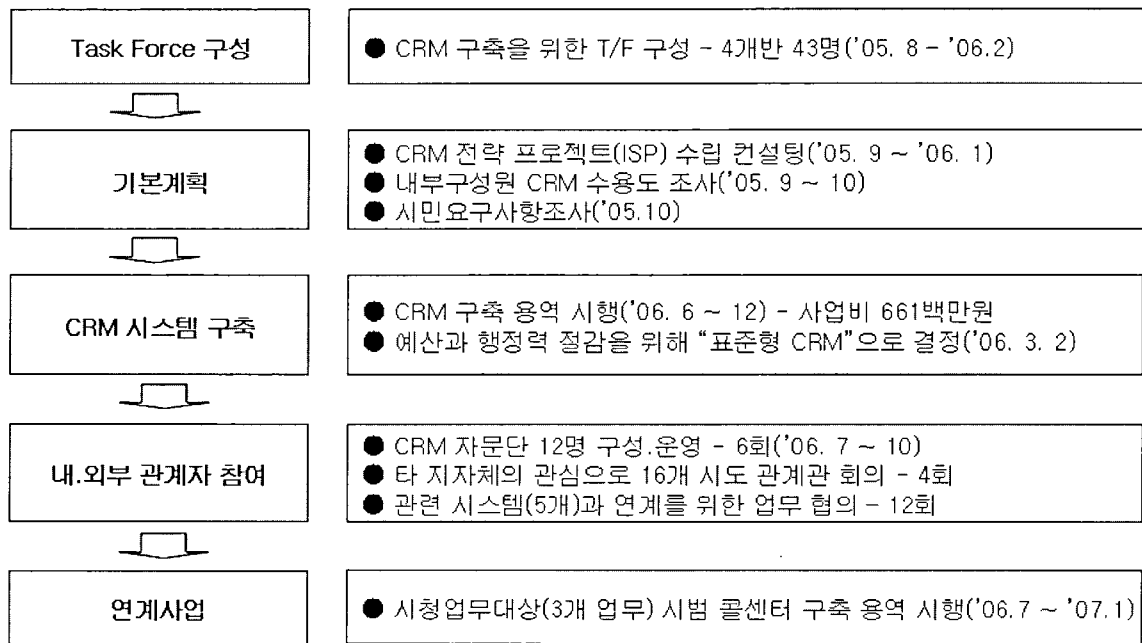 Task Force 구성
● CRM 구축을 위한 T/F 구성 – 4개반 43명('05. 8 – '06.2)
기본계획
● CRM 전략 프로젝트(ISP) 수립 컨설팅('05. 9 ~ '06. 1)
● 내부구성원 CRM 수용도 조사('05. 9 ~ 10)
● 시민요구사항조사('05.10)
CRM 시스템 구축
● CRM 구축 용역 시행('06. 6 ~ 12) – 사업비 661백만원
● 예산과 행정력 절감을 위해 “표준형 CRM”으로 결정('06. 3. 2)
내.외부 관계자 참여
● CRM 자문단 12명 구성.운영 – 6회('06. 7 ~ 10)
● 타 지자체의 관심으로 16개 시도 관계관 회의 – 4회
● 관련 시스템(5개)과 연계를 위한 업무 협의 – 12회
연계사업
● 시청업무대상(3개 업무) 시범 콜센터 구축 용역 시행('06.7 ~ '07.1)